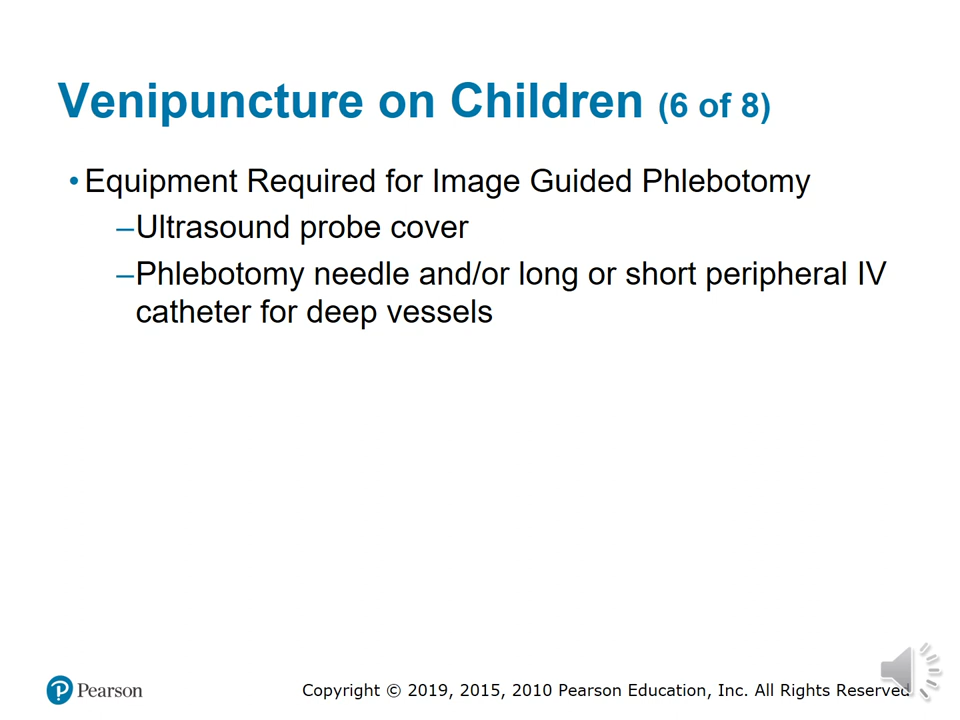 Venipuncture on Children (6 of 8)
• Equipment Required for Image Guided Phlebotomy
–Ultrasound probe cover
–Phlebotomy needle and/or long or short peripheral IV
catheter for deep vessels
Pearson
Copyright © 2019, 2015, 2010 Pearson Education, Inc. All Rights Reserved